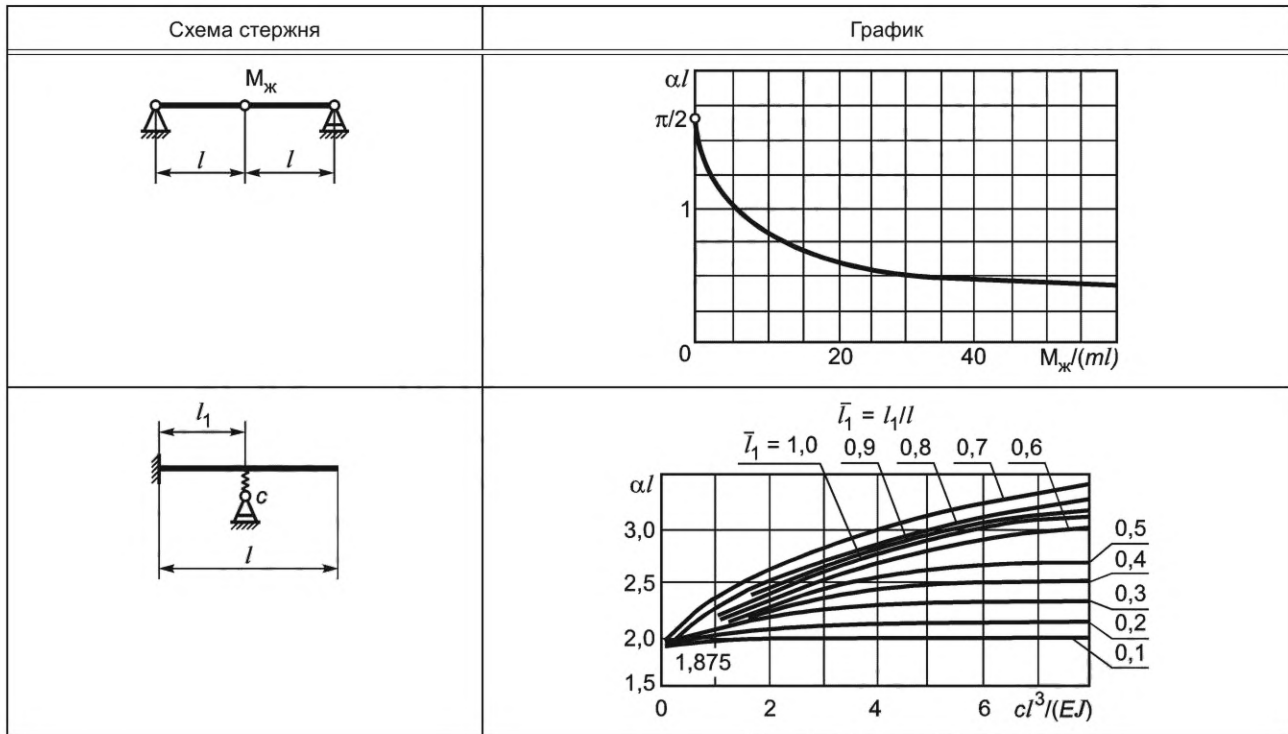 Схема стержня
График
Mж
l l
αl
π/2
1
0 20 40 Mж/(ml)
l1
c
l
l̄1 = l1/l
l̄1 = 1,0 0,9 0,8 0,7 0,6
αl
3,0
2,5
2,0
1,5
1,875
0,5
0,4
0,3
0,2
0,1
0 2 4 6 cl³/(EJ)